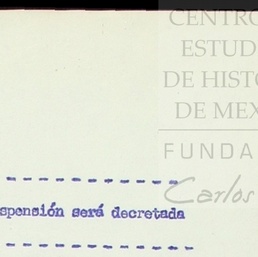 CENTRO
ESTUD
DE HISTO
DE MEX
FUNDA
Carlos
spensión será decretada